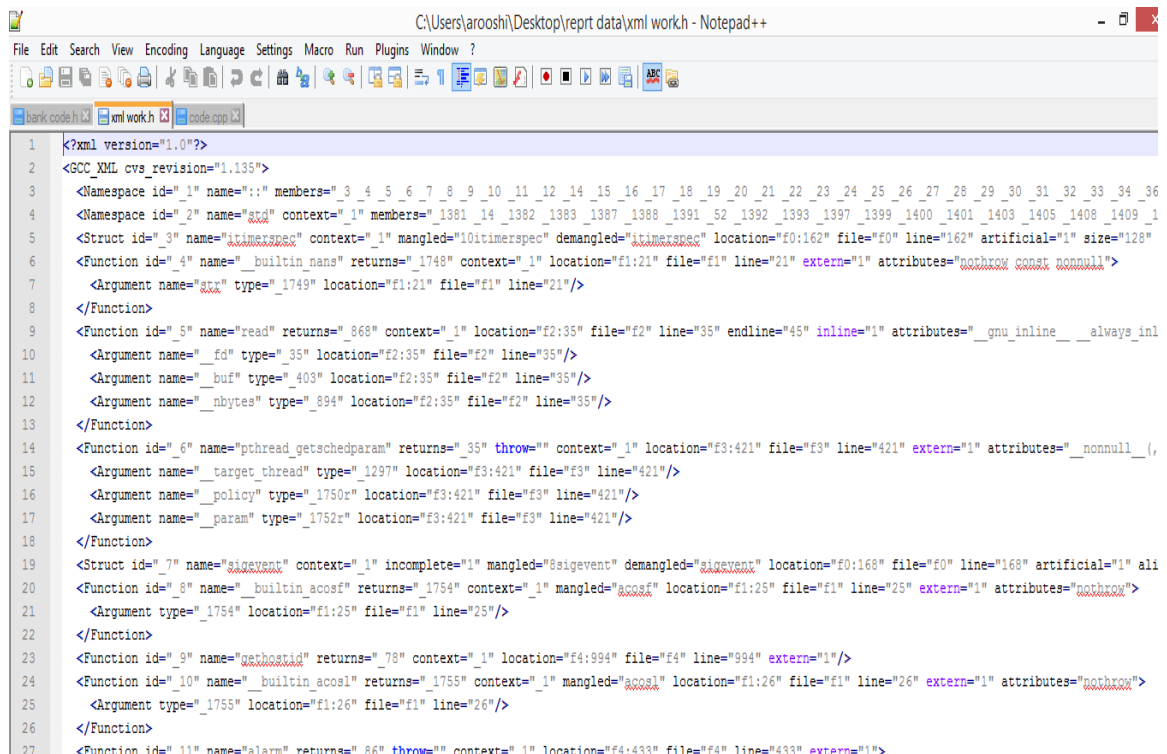 C:\Users\arooshi\Desktop\reprt data\xml work.h - Notepad++
File Edit Search View Encoding Language Settings Macro Run Plugins Window ?
bank code.h xml work.h code.cpp
1 <?xml version="1.0"?>
2 <GCC_XML cvs_revision="1.135">
3 <Namespace id="_1" name="::" members="_3 _4 _5 _6 _7 _8 _9 _10 _11 _12 _14 _15 _16 _17 _18 _19 _20 _21 _22 _23 _24 _25 _26 _27 _28 _29 _30 _31 _32 _33 _34 _36
4 <Namespace id="_2" name="std" context="_1" members="_1381 _14 _1382 _1383 _1387 _1388 _1391 _52 _1392 _1393 _1397 _1399 _1400 _1401 _1403 _1405 _1408 _1409 _1
5 <Struct id="_3" name="itimerspec" context="_1" mangled="10itimerspec" demangled="itimerspec" location="f0:162" file="f0" line="162" artificial="1" size="128"
6 <Function id="_4" name="__builtin_nans" returns="_1748" context="_1" location="f1:21" file="f1" line="21" extern="1" attributes="nothrow const nonnull">
7 <Argument name="str" type="_1749" location="f1:21" file="f1" line="21"/>
8 </Function>
9 <Function id="_5" name="read" returns="_868" context="_1" location="f2:35" file="f2" line="35" endline="45" inline="1" attributes="__gnu_inline__ __always_inl
10 <Argument name="__fd" type="_35" location="f2:35" file="f2" line="35"/>
11 <Argument name="__buf" type="_403" location="f2:35" file="f2" line="35"/>
12 <Argument name="__nbytes" type="_894" location="f2:35" file="f2" line="35"/>
13 </Function>
14 <Function id="_6" name="pthread_getschedparam" returns="_35" throw="" context="_1" location="f3:421" file="f3" line="421" extern="1" attributes="__nonnull__(,
15 <Argument name="__target_thread" type="_1297" location="f3:421" file="f3" line="421"/>
16 <Argument name="__policy" type="_1750r" location="f3:421" file="f3" line="421"/>
17 <Argument name="__param" type="_1752r" location="f3:421" file="f3" line="421"/>
18 </Function>
19 <Struct id="_7" name="sigevent" context="_1" incomplete="1" mangled="8sigevent" demangled="sigevent" location="f0:168" file="f0" line="168" artificial="1" ali
20 <Function id="_8" name="__builtin_acosf" returns="_1754" context="_1" mangled="acosf" location="f1:25" file="f1" line="25" extern="1" attributes="nothrow">
21 <Argument type="_1754" location="f1:25" file="f1" line="25"/>
22 </Function>
23 <Function id="_9" name="gethostid" returns="_78" context="_1" location="f4:994" file="f4" line="994" extern="1"/>
24 <Function id="_10" name="__builtin_acosl" returns="_1755" context="_1" mangled="acosl" location="f1:26" file="f1" line="26" extern="1" attributes="nothrow">
25 <Argument type="_1755" location="f1:26" file="f1" line="26"/>
26 </Function>
27 <Function id="_11" name="alarm" returns="_86" throw="" context="_1" location="f4:433" file="f4" line="433" extern="1">